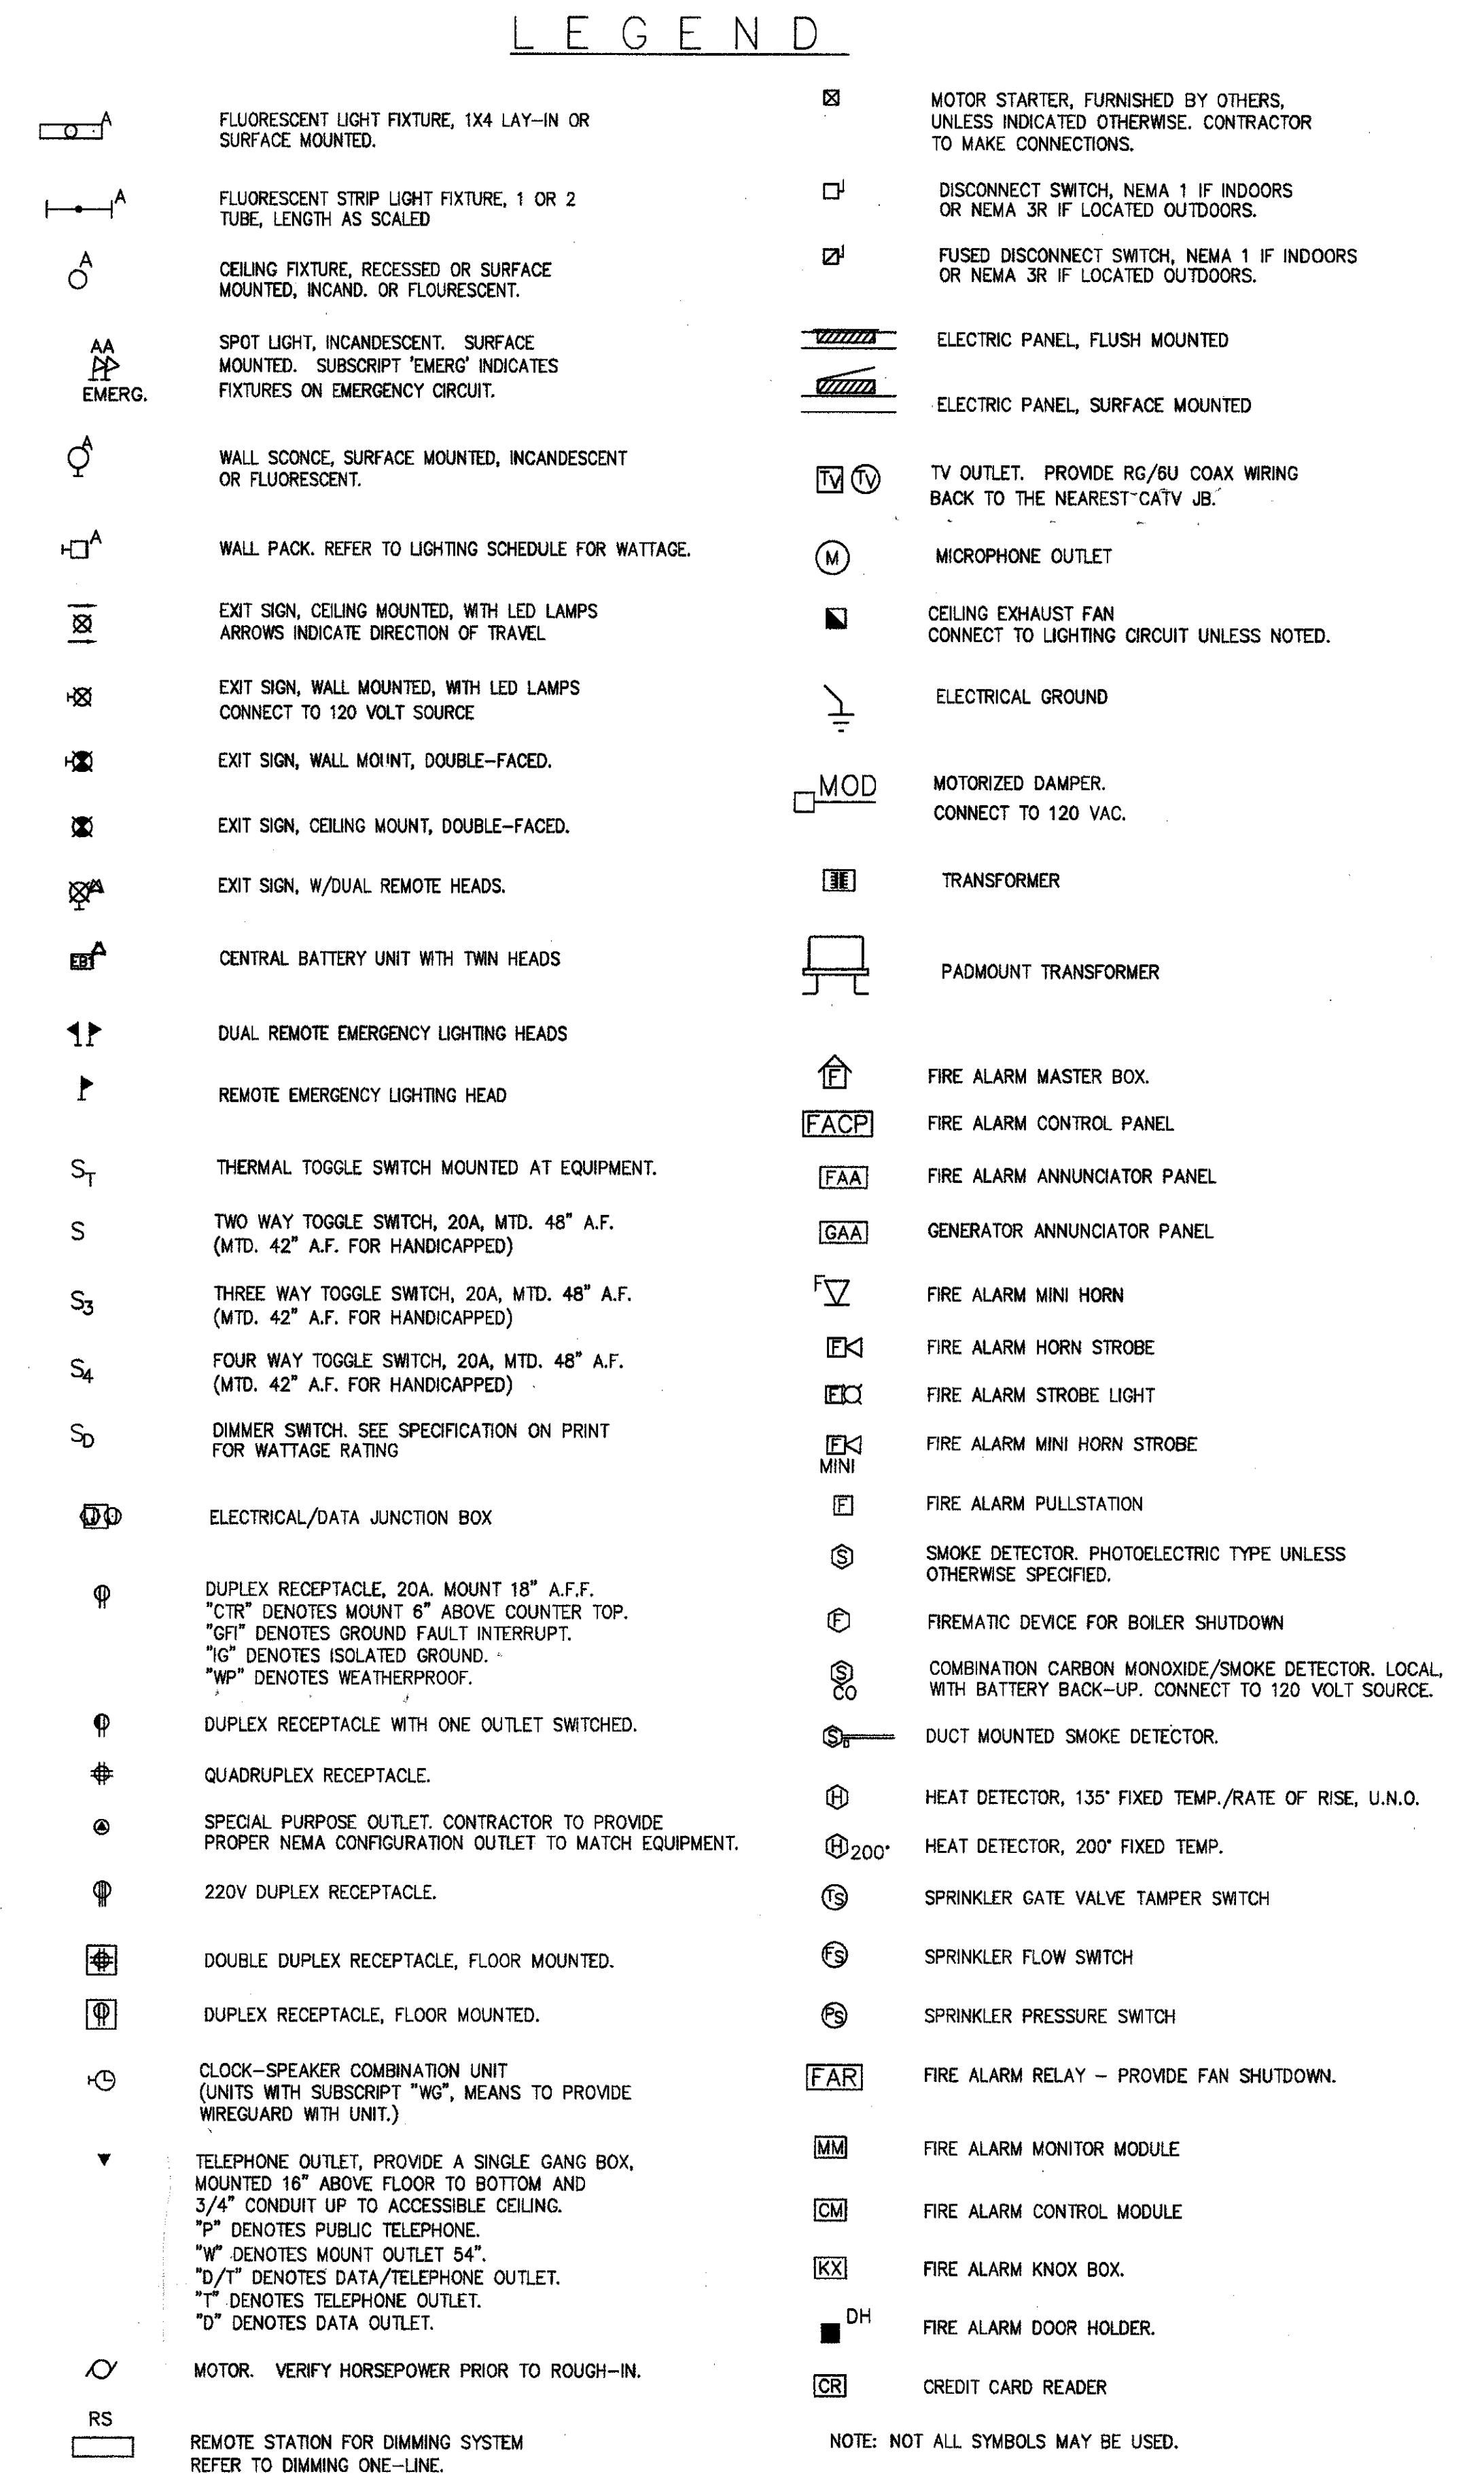 LEGEND
A
FLUORESCENT LIGHT FIXTURE, 1X4 LAY-IN OR
SURFACE MOUNTED.
A
FLUORESCENT STRIP LIGHT FIXTURE, 1 OR 2
TUBE, LENGTH AS SCALED
A
CEILING FIXTURE, RECESSED OR SURFACE
MOUNTED, INCAND. OR FLOURESCENT.
AA
EMERG.
SPOT LIGHT, INCANDESCENT. SURFACE
MOUNTED. SUBSCRIPT 'EMERG' INDICATES
FIXTURES ON EMERGENCY CIRCUIT.
A
WALL SCONCE, SURFACE MOUNTED, INCANDESCENT
OR FLUORESCENT.
A
WALL PACK. REFER TO LIGHTING SCHEDULE FOR WATTAGE.
EXIT SIGN, CEILING MOUNTED, WITH LED LAMPS
ARROWS INDICATE DIRECTION OF TRAVEL
EXIT SIGN, WALL MOUNTED, WITH LED LAMPS
CONNECT TO 120 VOLT SOURCE
EXIT SIGN, WALL MOUNT, DOUBLE-FACED.
EXIT SIGN, CEILING MOUNT, DOUBLE-FACED.
EXIT SIGN, W/DUAL REMOTE HEADS.
CENTRAL BATTERY UNIT WITH TWIN HEADS
DUAL REMOTE EMERGENCY LIGHTING HEADS
REMOTE EMERGENCY LIGHTING HEAD
ST
THERMAL TOGGLE SWITCH MOUNTED AT EQUIPMENT.
S
TWO WAY TOGGLE SWITCH, 20A, MTD. 48" A.F.
(MTD. 42" A.F. FOR HANDICAPPED)
S3
THREE WAY TOGGLE SWITCH, 20A, MTD. 48" A.F.
(MTD. 42" A.F. FOR HANDICAPPED)
S4
FOUR WAY TOGGLE SWITCH, 20A, MTD. 48" A.F.
(MTD. 42" A.F. FOR HANDICAPPED)
SD
DIMMER SWITCH. SEE SPECIFICATION ON PRINT
FOR WATTAGE RATING
ELECTRICAL/DATA JUNCTION BOX
DUPLEX RECEPTACLE, 20A. MOUNT 18" A.F.F.
"CTR" DENOTES MOUNT 6" ABOVE COUNTER TOP.
"GFI" DENOTES GROUND FAULT INTERRUPT.
"IG" DENOTES ISOLATED GROUND.
"WP" DENOTES WEATHERPROOF.
DUPLEX RECEPTACLE WITH ONE OUTLET SWITCHED.
QUADRUPLEX RECEPTACLE.
SPECIAL PURPOSE OUTLET. CONTRACTOR TO PROVIDE
PROPER NEMA CONFIGURATION OUTLET TO MATCH EQUIPMENT.
220V DUPLEX RECEPTACLE.
DOUBLE DUPLEX RECEPTACLE, FLOOR MOUNTED.
DUPLEX RECEPTACLE, FLOOR MOUNTED.
CLOCK-SPEAKER COMBINATION UNIT
(UNITS WITH SUBSCRIPT "WG", MEANS TO PROVIDE
WIREGUARD WITH UNIT.)
TELEPHONE OUTLET, PROVIDE A SINGLE GANG BOX,
MOUNTED 16" ABOVE FLOOR TO BOTTOM AND
3/4" CONDUIT UP TO ACCESSIBLE CEILING.
"P" DENOTES PUBLIC TELEPHONE.
"W" DENOTES MOUNT OUTLET 54".
"D/T" DENOTES DATA/TELEPHONE OUTLET.
"T" DENOTES TELEPHONE OUTLET.
"D" DENOTES DATA OUTLET.
MOTOR. VERIFY HORSEPOWER PRIOR TO ROUGH-IN.
RS
REMOTE STATION FOR DIMMING SYSTEM
REFER TO DIMMING ONE-LINE.
MOTOR STARTER, FURNISHED BY OTHERS,
UNLESS INDICATED OTHERWISE. CONTRACTOR
TO MAKE CONNECTIONS.
DISCONNECT SWITCH, NEMA 1 IF INDOORS
OR NEMA 3R IF LOCATED OUTDOORS.
FUSED DISCONNECT SWITCH, NEMA 1 IF INDOORS
OR NEMA 3R IF LOCATED OUTDOORS.
ELECTRIC PANEL, FLUSH MOUNTED
ELECTRIC PANEL, SURFACE MOUNTED
TV TV
TV OUTLET. PROVIDE RG/6U COAX WIRING
BACK TO THE NEAREST CATV JB.
M
MICROPHONE OUTLET
CEILING EXHAUST FAN
CONNECT TO LIGHTING CIRCUIT UNLESS NOTED.
ELECTRICAL GROUND
MOD
MOTORIZED DAMPER.
CONNECT TO 120 VAC.
TRANSFORMER
PADMOUNT TRANSFORMER
F
FIRE ALARM MASTER BOX.
FACP
FIRE ALARM CONTROL PANEL
FAA
FIRE ALARM ANNUNCIATOR PANEL
GAA
GENERATOR ANNUNCIATOR PANEL
F
FIRE ALARM MINI HORN
F
FIRE ALARM HORN STROBE
F
FIRE ALARM STROBE LIGHT
F
MINI
FIRE ALARM MINI HORN STROBE
F
FIRE ALARM PULLSTATION
S
SMOKE DETECTOR. PHOTOELECTRIC TYPE UNLESS
OTHERWISE SPECIFIED.
F
FIREMATIC DEVICE FOR BOILER SHUTDOWN
S
CO
COMBINATION CARBON MONOXIDE/SMOKE DETECTOR. LOCAL,
WITH BATTERY BACK-UP. CONNECT TO 120 VOLT SOURCE.
S
DUCT MOUNTED SMOKE DETECTOR.
H
HEAT DETECTOR, 135° FIXED TEMP./RATE OF RISE, U.N.O.
H 200°
HEAT DETECTOR, 200° FIXED TEMP.
TS
SPRINKLER GATE VALVE TAMPER SWITCH
FS
SPRINKLER FLOW SWITCH
PS
SPRINKLER PRESSURE SWITCH
FAR
FIRE ALARM RELAY - PROVIDE FAN SHUTDOWN.
MM
FIRE ALARM MONITOR MODULE
CM
FIRE ALARM CONTROL MODULE
KX
FIRE ALARM KNOX BOX.
DH
FIRE ALARM DOOR HOLDER.
CR
CREDIT CARD READER
NOTE: NOT ALL SYMBOLS MAY BE USED.